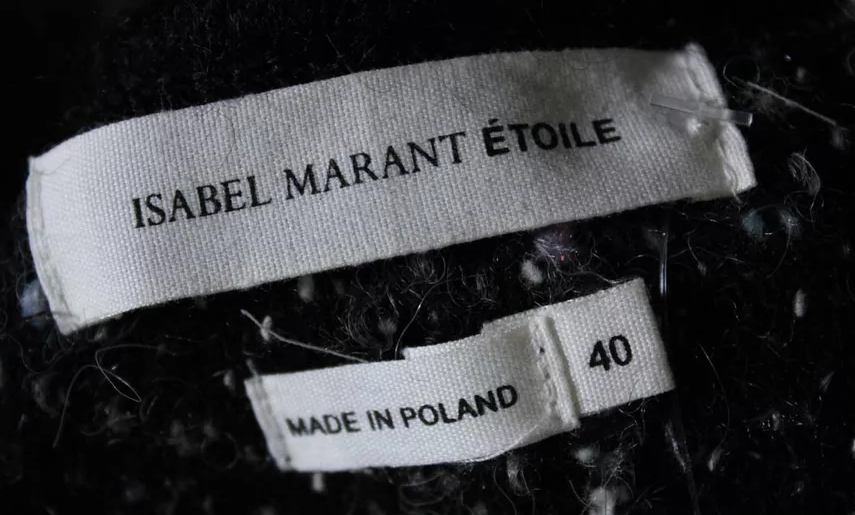 ISABEL MARANT ÉTOILE
MADE IN POLAND
40